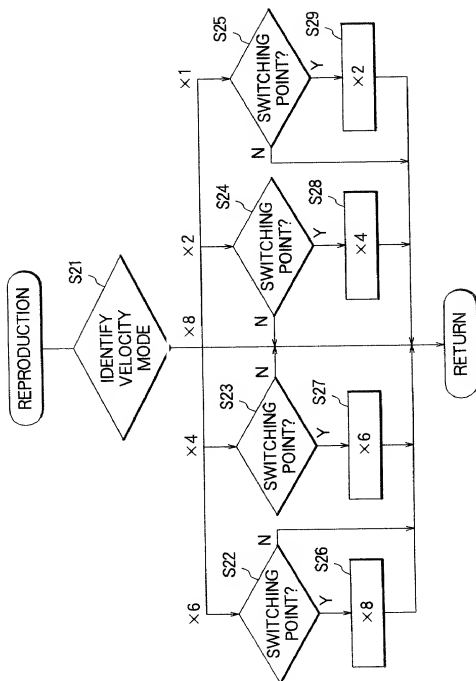 REPRODUCTION
S21
IDENTIFY
VELOCITY
MODE
×6
×4
×8
×2
×1
S22
SWITCHING
POINT?
N
Y
S23
SWITCHING
POINT?
N
Y
S24
SWITCHING
POINT?
N
Y
S25
SWITCHING
POINT?
N
Y
S26
×8
S27
×6
S28
×4
S29
×2
RETURN